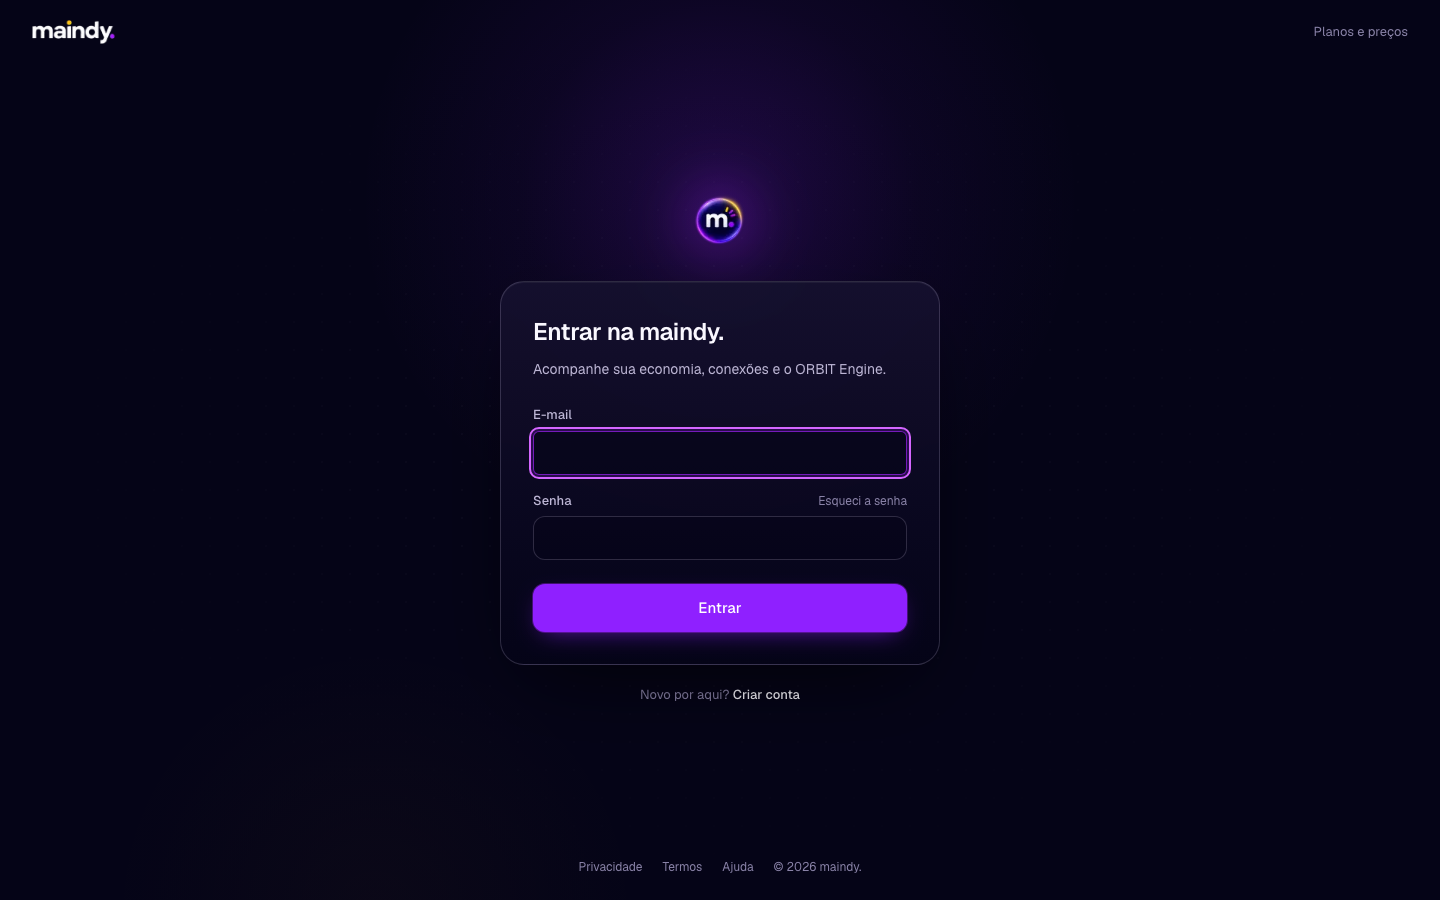 maindy.
Planos e preços
m.
Entrar na maindy.
Acompanhe sua economia, conexões e o ORBIT Engine.
E-mail
Senha
Esqueci a senha
Entrar
Novo por aqui? Criar conta
Privacidade
Termos
Ajuda
© 2026 maindy.